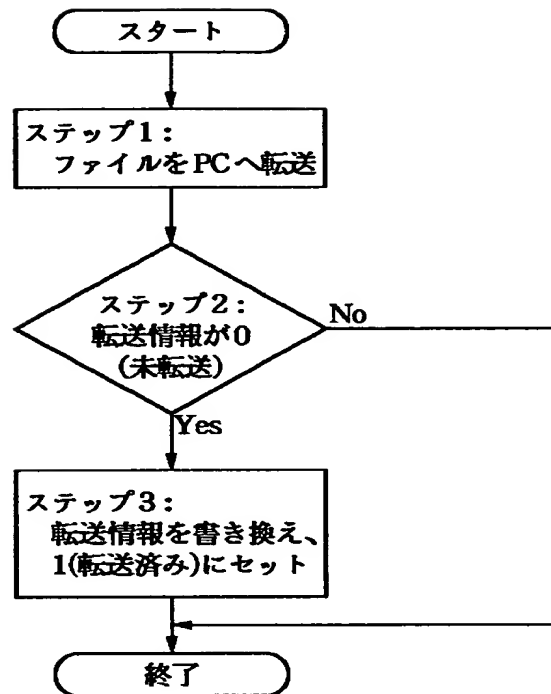 スタート
ステップ1:
ファイルをPCへ転送
ステップ2:
転送情報が0
(未転送)
No
Yes
ステップ3:
転送情報を書き換え、
1(転送済み)にセット
終了